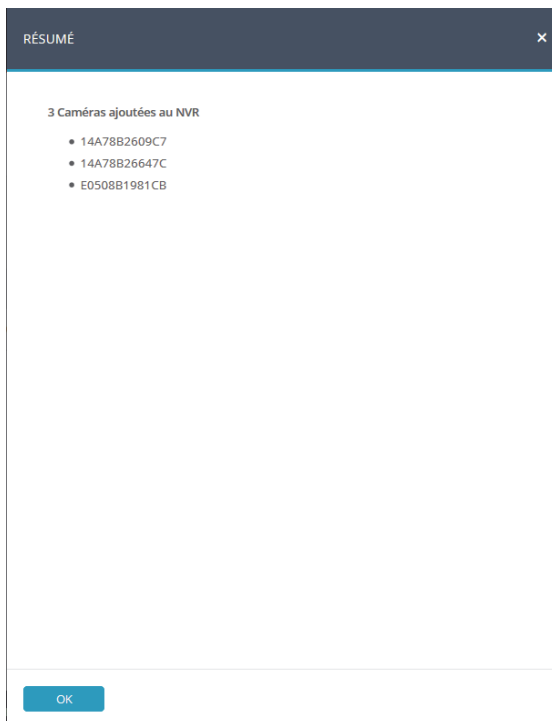 RÉSUMÉ
3 Caméras ajoutées au NVR
14A78B2609C7
14A78B26647C
E0508B1981CB
OK